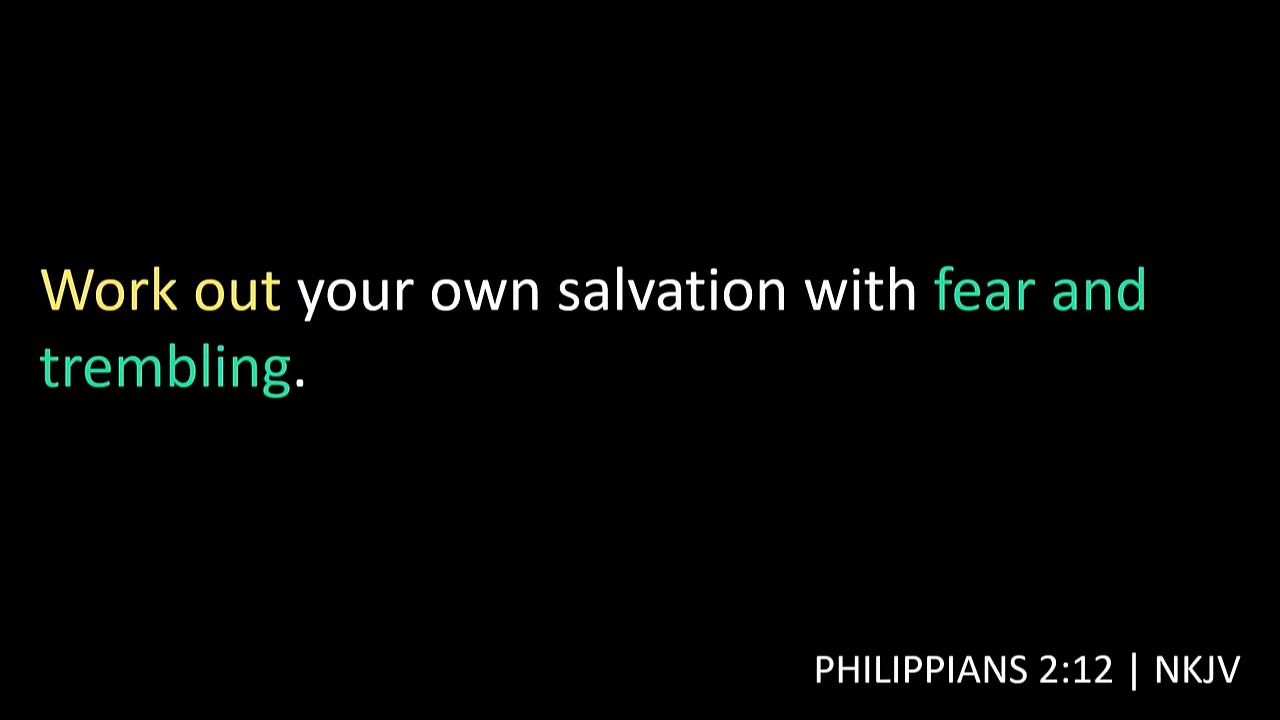 Work out your own salvation with fear and
trembling.
PHILIPPIANS 2:12 | NKJV